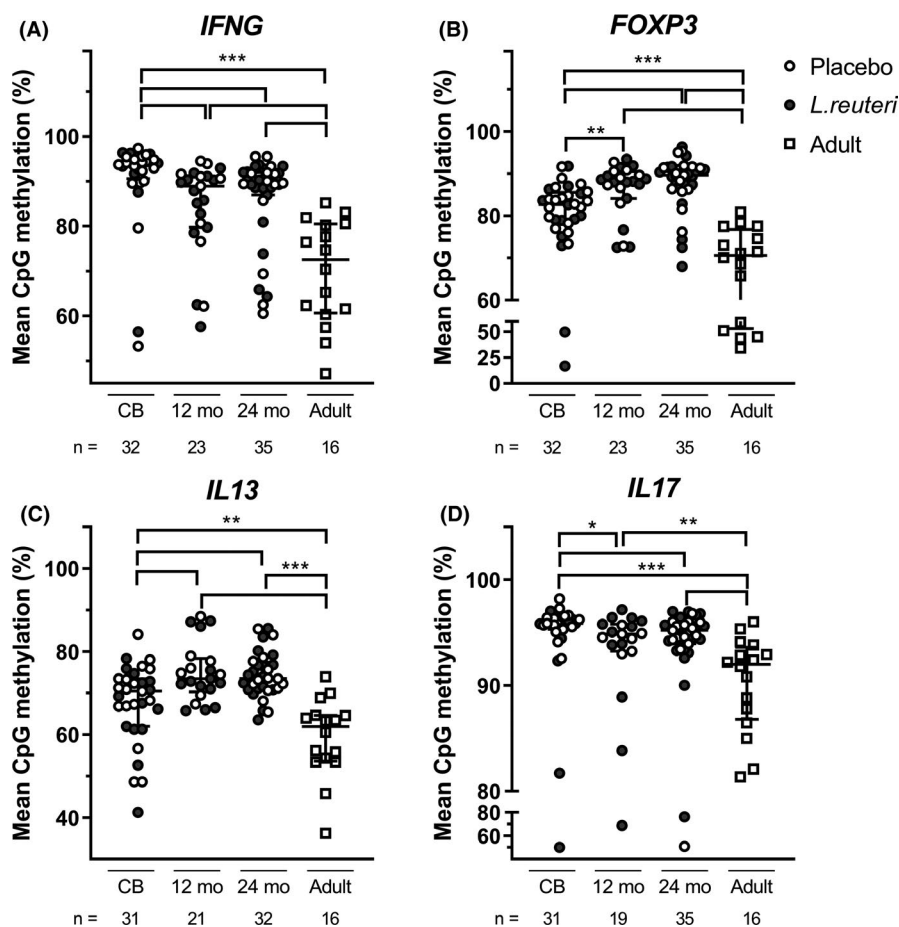 (A)
IFNG
Mean CpG methylation (%)
100
80
60
***
CB 12 mo 24 mo Adult
n = 32 23 35 16
(B)
FOXP3
Mean CpG methylation (%)
100
80
60
50
25
0
***
**
CB 12 mo 24 mo Adult
32 23 35 16
Placebo
L.reuteri
Adult
(C)
IL13
Mean CpG methylation (%)
100
80
60
40
**
***
CB 12 mo 24 mo Adult
n = 31 21 32 16
(D)
IL17
Mean CpG methylation (%)
100
90
80
80
60
*
**
***
CB 12 mo 24 mo Adult
n = 31 19 35 16